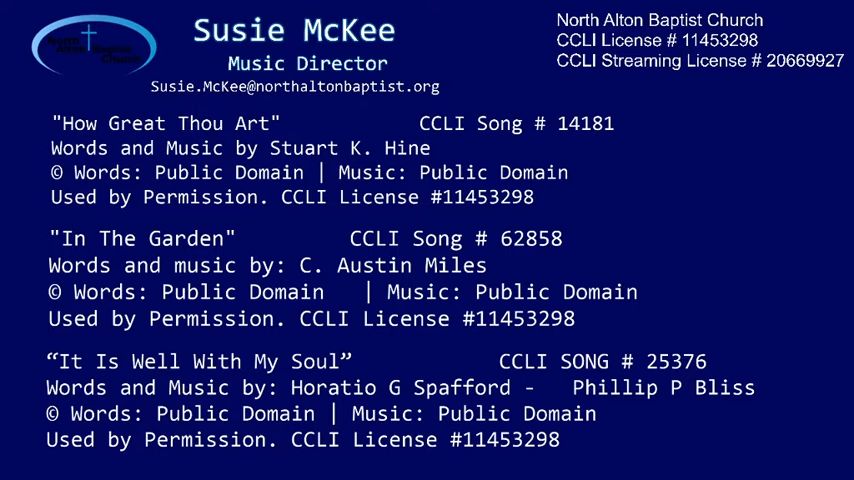 North Alton Baptist Church
Susie McKee
Music Director
Susie.McKee@northaltonbaptist.org
North Alton Baptist Church
CCLI License # 11453298
CCLI Streaming License # 20669927
"How Great Thou Art" CCLI Song # 14181
Words and Music by Stuart K. Hine
© Words: Public Domain | Music: Public Domain
Used by Permission. CCLI License #11453298
"In The Garden" CCLI Song # 62858
Words and music by: C. Austin Miles
© Words: Public Domain | Music: Public Domain
Used by Permission. CCLI License #11453298
“It Is Well With My Soul” CCLI SONG # 25376
Words and Music by: Horatio G Spafford - Phillip P Bliss
© Words: Public Domain | Music: Public Domain
Used by Permission. CCLI License #11453298